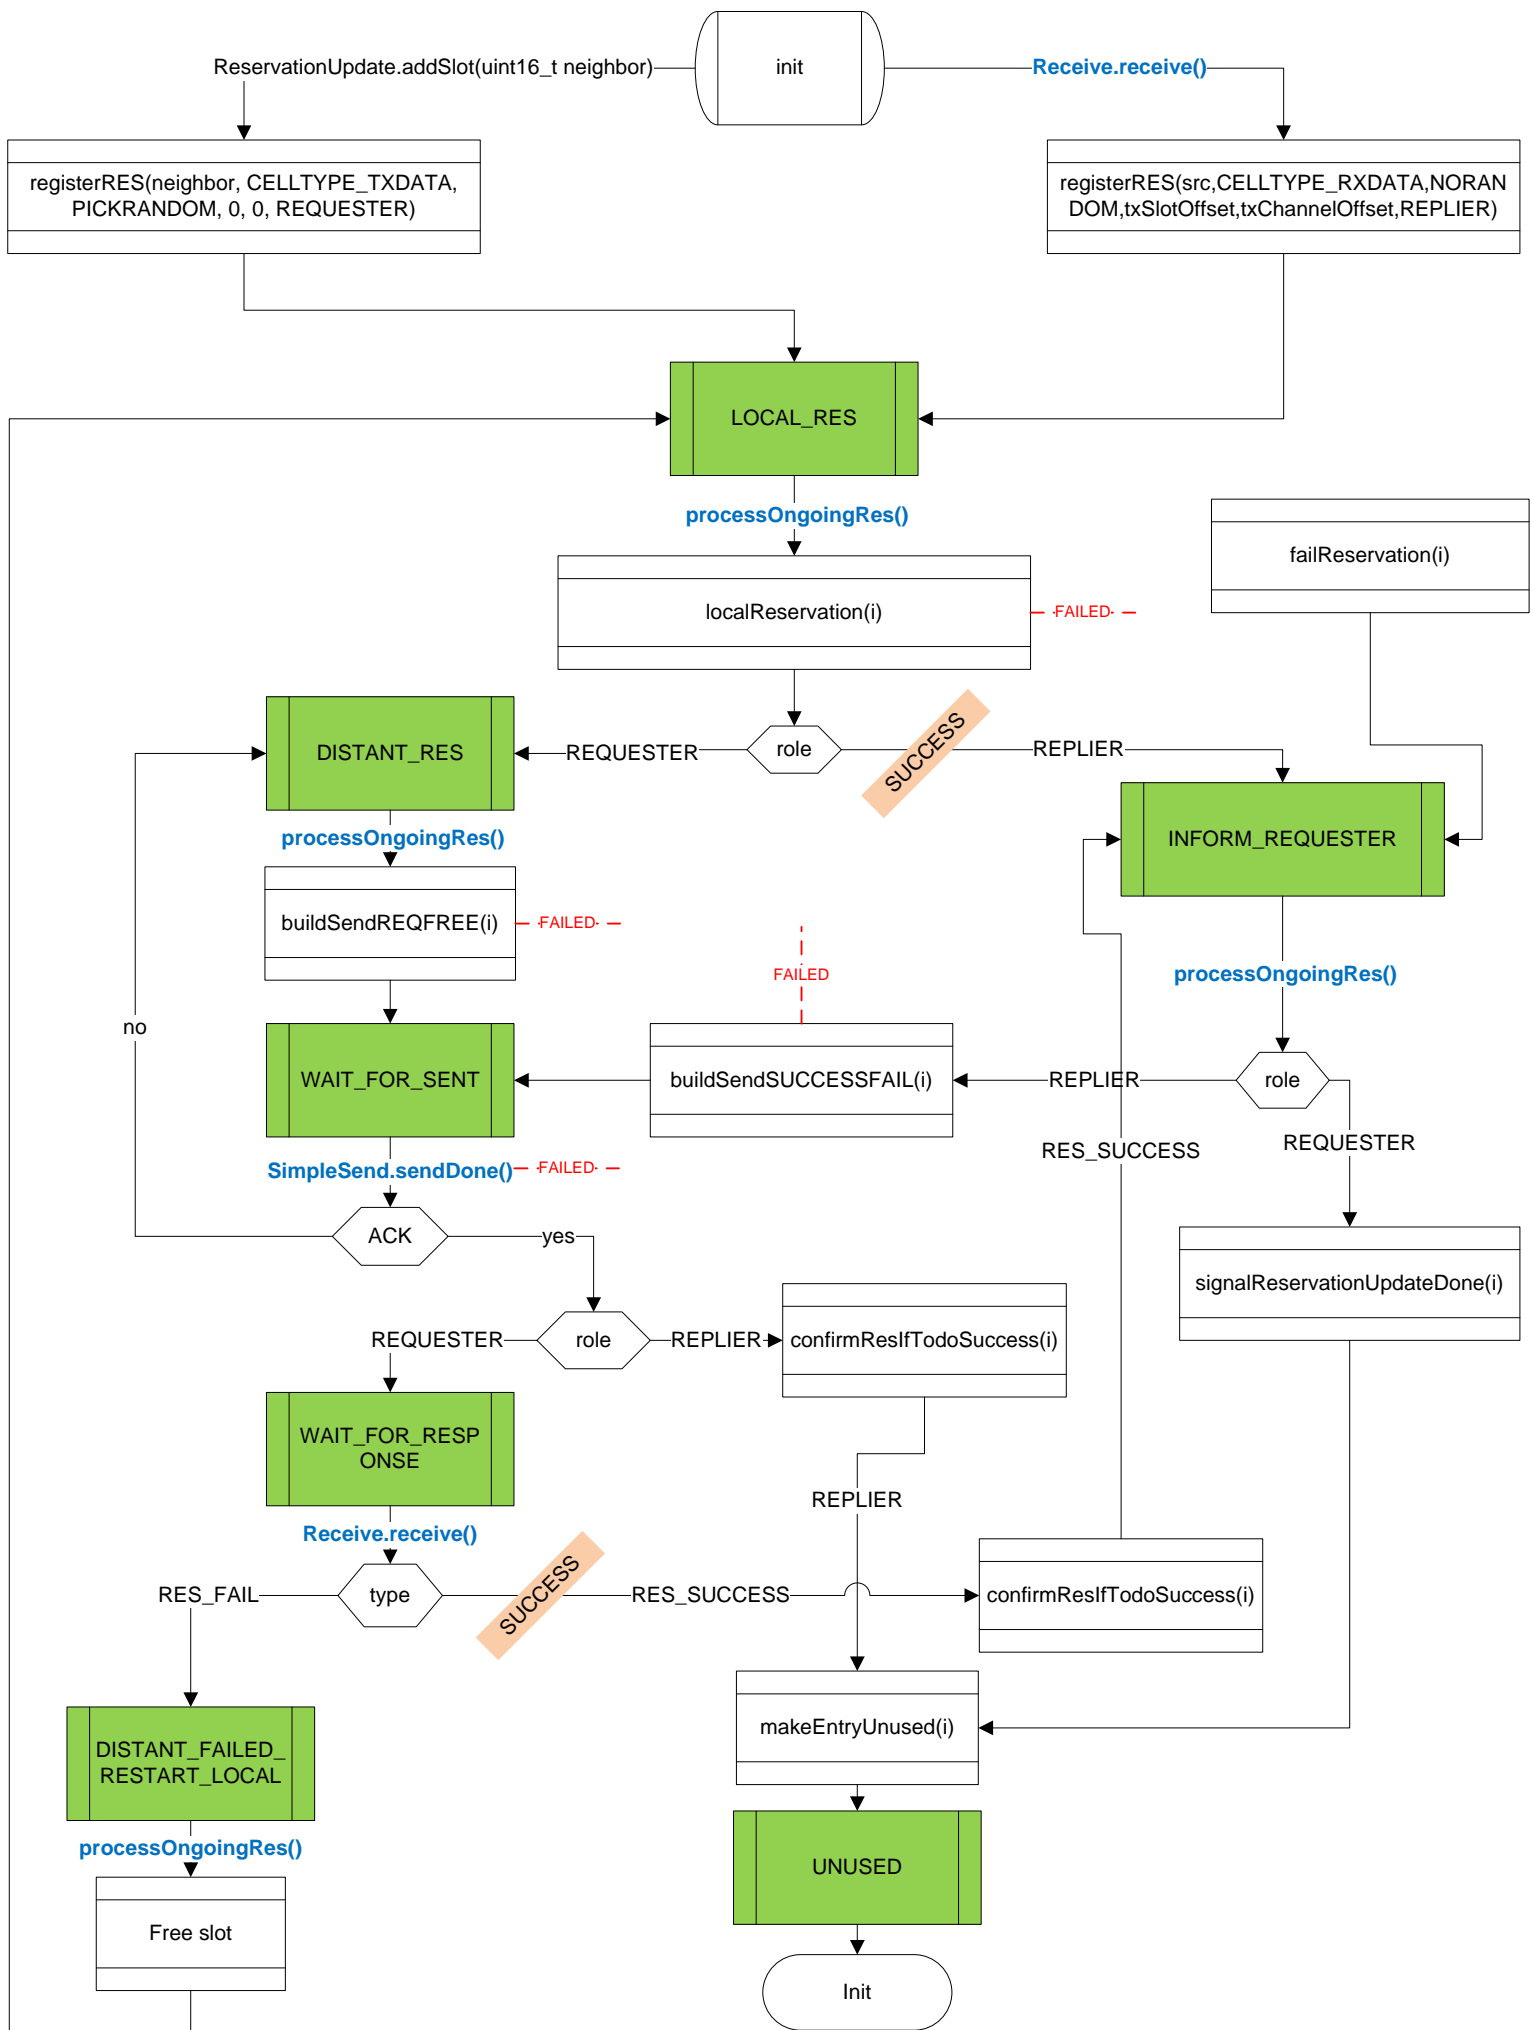 init
ReservationUpdate.addSlot(uint16_t neighbor)
Receive.receive()
registerRES(neighbor, CELLTYPE_TXDATA,
PICKRANDOM, 0, 0, REQUESTER)
registerRES(src,CELLTYPE_RXDATA,NORAN
DOM,txSlotOffset,txChannelOffset,REPLIER)
LOCAL_RES
processOngoingRes()
failReservation(i)
localReservation(i)
FAILED
SUCCESS
DISTANT_RES
REQUESTER
role
REPLIER
processOngoingRes()
INFORM_REQUESTER
buildSendREQFREE(i)
FAILED
FAILED
processOngoingRes()
no
WAIT_FOR_SENT
buildSendSUCCESSFAIL(i)
REPLIER
role
RES_SUCCESS
REQUESTER
SimpleSend.sendDone()
FAILED
ACK
yes
signalReservationUpdateDone(i)
REQUESTER
role
REPLIER
confirmResIfTodoSuccess(i)
WAIT_FOR_RESP
ONSE
REPLIER
Receive.receive()
SUCCESS
RES_FAIL
type
RES_SUCCESS
confirmResIfTodoSuccess(i)
makeEntryUnused(i)
DISTANT_FAILED_
RESTART_LOCAL
processOngoingRes()
UNUSED
Free slot
Init